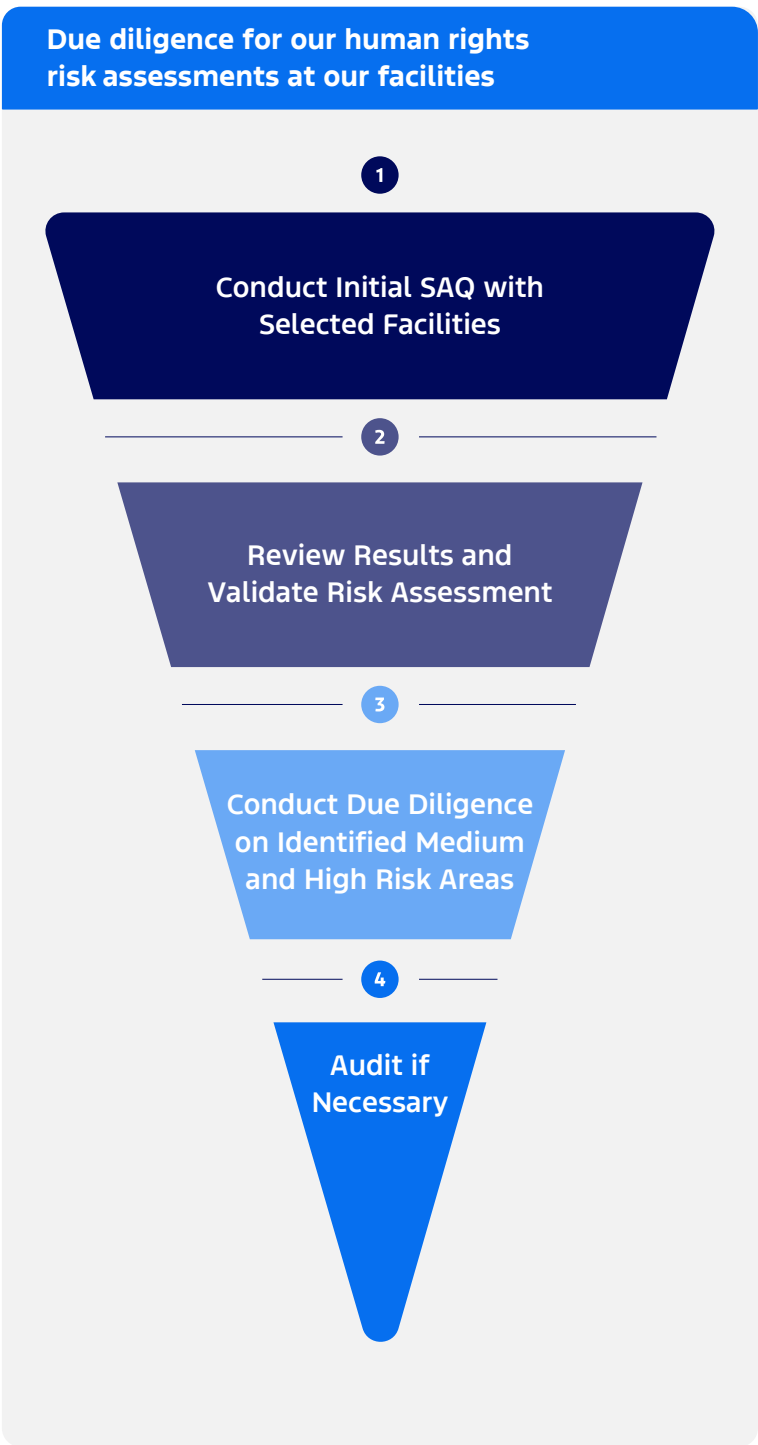 Due diligence for our human rights
risk assessments at our facilities
1
Conduct Initial SAQ with
Selected Facilities
2
Review Results and
Validate Risk Assessment
3
Conduct Due Diligence
on Identified Medium
and High Risk Areas
4
Audit if
Necessary